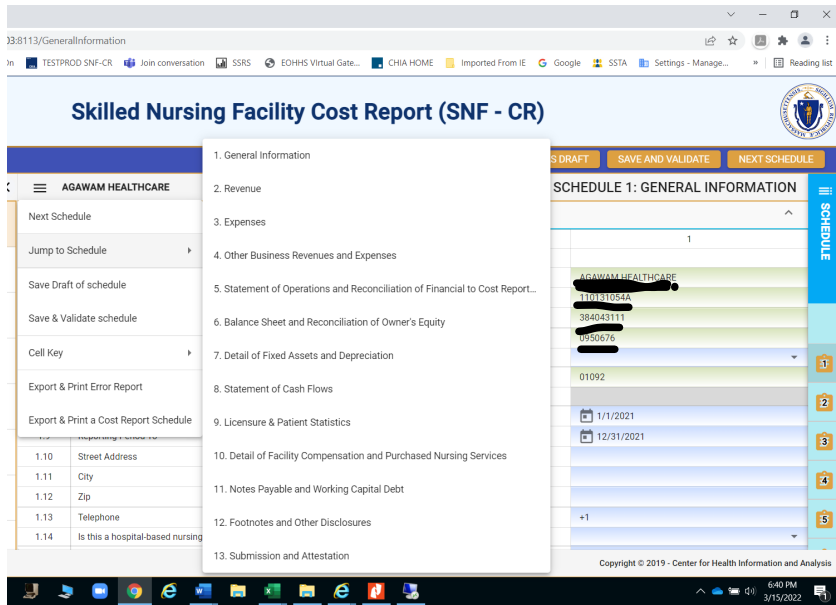 03:8113/GeneralInformation
TESTPROD SNF-CR Join conversation SSRS EOHHS VIrtual Gate... CHIA HOME Imported From IE Google SSTA Settings - Manage... » Reading list
Skilled Nursing Facility Cost Report (SNF - CR)
S DRAFT SAVE AND VALIDATE NEXT SCHEDULE
AGAWAM HEALTHCARE
SCHEDULE 1: GENERAL INFORMATION
SCHEDULE
Next Schedule
Jump to Schedule
Save Draft of schedule
Save & Validate schedule
Cell Key
Export & Print Error Report
Export & Print a Cost Report Schedule
1. General Information
2. Revenue
3. Expenses
4. Other Business Revenues and Expenses
5. Statement of Operations and Reconciliation of Financial to Cost Report...
6. Balance Sheet and Reconciliation of Owner's Equity
7. Detail of Fixed Assets and Depreciation
8. Statement of Cash Flows
9. Licensure & Patient Statistics
10. Detail of Facility Compensation and Purchased Nursing Services
11. Notes Payable and Working Capital Debt
12. Footnotes and Other Disclosures
13. Submission and Attestation
1
AGAWAM HEALTHCARE
110131054A
384043111
0950676
01092
1/1/2021
12/31/2021
+1
1.9 Reporting Period To
1.10 Street Address
1.11 City
1.12 Zip
1.13 Telephone
1.14 Is this a hospital-based nursing
1
2
3
4
5
Copyright © 2019 - Center for Health Information and Analysis
6:40 PM
3/15/2022